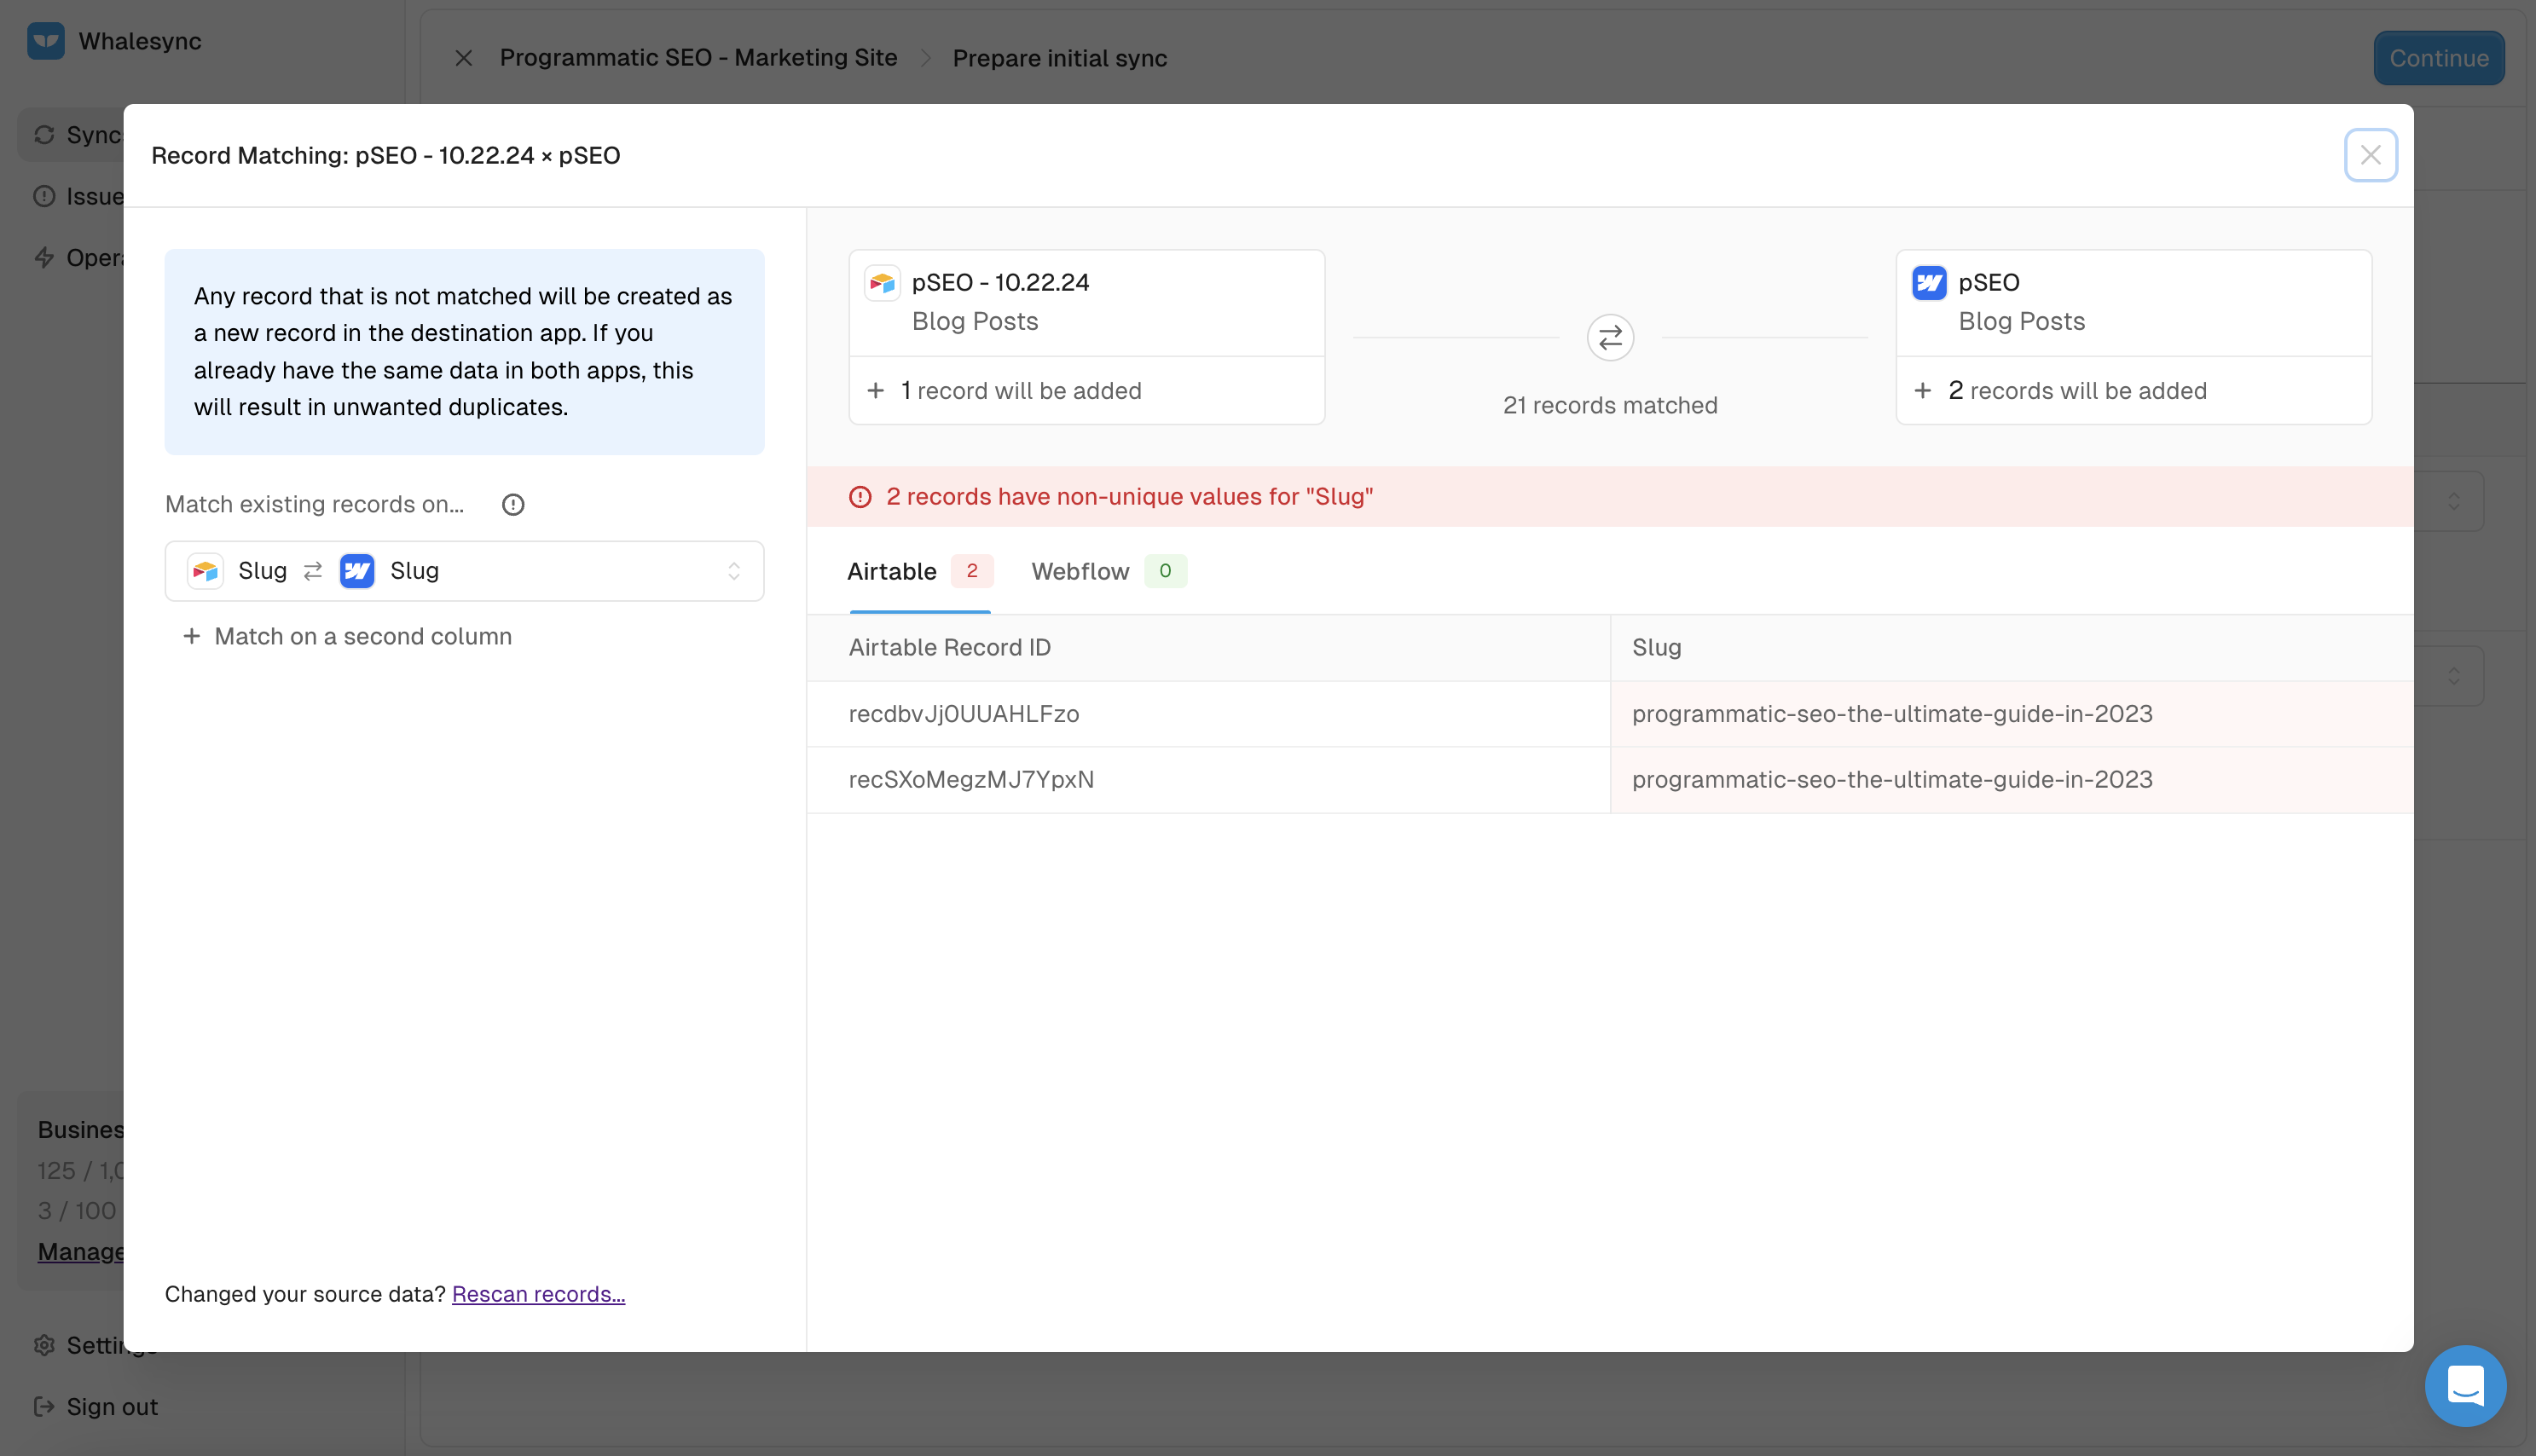 Whalesync
Programmatic SEO - Marketing Site
Prepare initial sync
Continue
Sync
Issue
Opera
Record Matching: pSEO - 10.22.24 × pSEO
Any record that is not matched will be created as
a new record in the destination app. If you
already have the same data in both apps, this
will result in unwanted duplicates.
Match existing records on...
Slug ⇄ Slug
+ Match on a second column
Changed your source data? Rescan records...
pSEO - 10.22.24
Blog Posts
+ 1 record will be added
21 records matched
pSEO
Blog Posts
+ 2 records will be added
2 records have non-unique values for "Slug"
Airtable 2 Webflow 0
Airtable Record ID Slug
recdbvJj0UUAHLFzo programmatic-seo-the-ultimate-guide-in-2023
recSXoMegzMJ7YpxN programmatic-seo-the-ultimate-guide-in-2023
Busines
125 / 1,0
3 / 100
Manage
Settings
Sign out